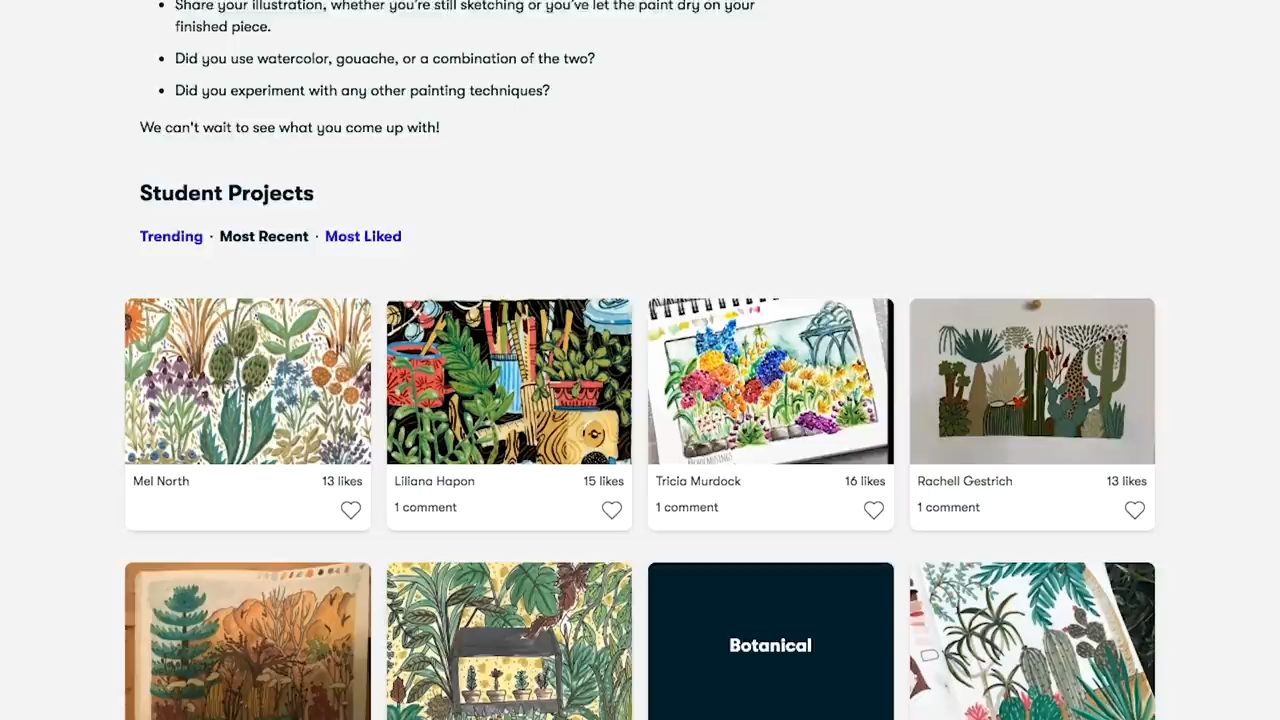 Share your illustration, whether you're still sketching or you've let the paint dry on your
finished piece.
Did you use watercolor, gouache, or a combination of the two?
Did you experiment with any other painting techniques?
We can't wait to see what you come up with!
Student Projects
Trending · Most Recent · Most Liked
Mel North 13 likes
Liliana Hapon 15 likes
1 comment
Tricia Murdock 16 likes
1 comment
Rachell Gestrich 13 likes
1 comment
Botanical